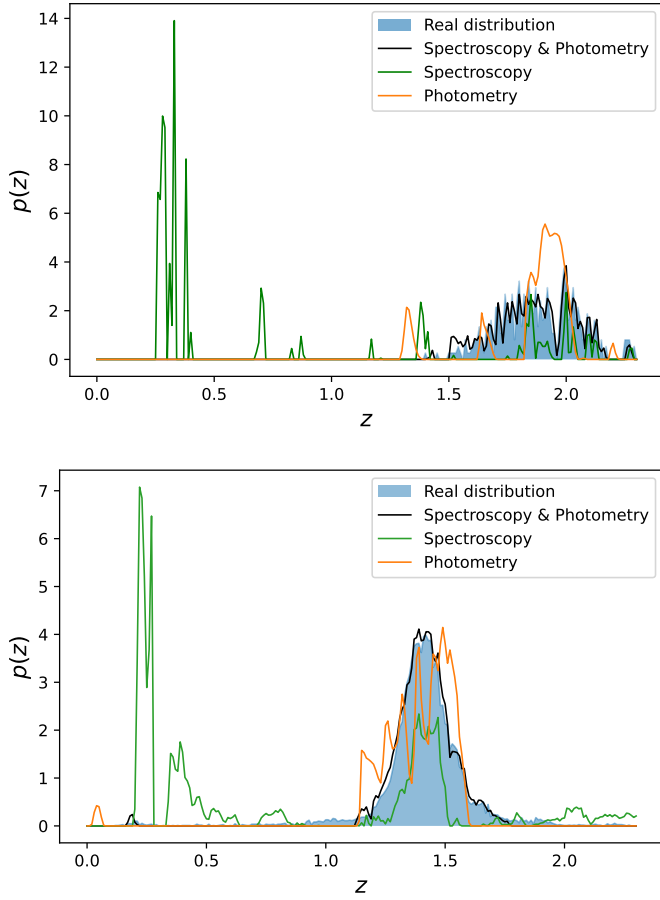 14
12
10
8
6
4
2
0
p(z)
Real distribution
Spectroscopy & Photometry
Spectroscopy
Photometry
0.0 0.5 1.0 1.5 2.0
z
7
6
5
4
3
2
1
0
p(z)
Real distribution
Spectroscopy & Photometry
Spectroscopy
Photometry
0.0 0.5 1.0 1.5 2.0
z